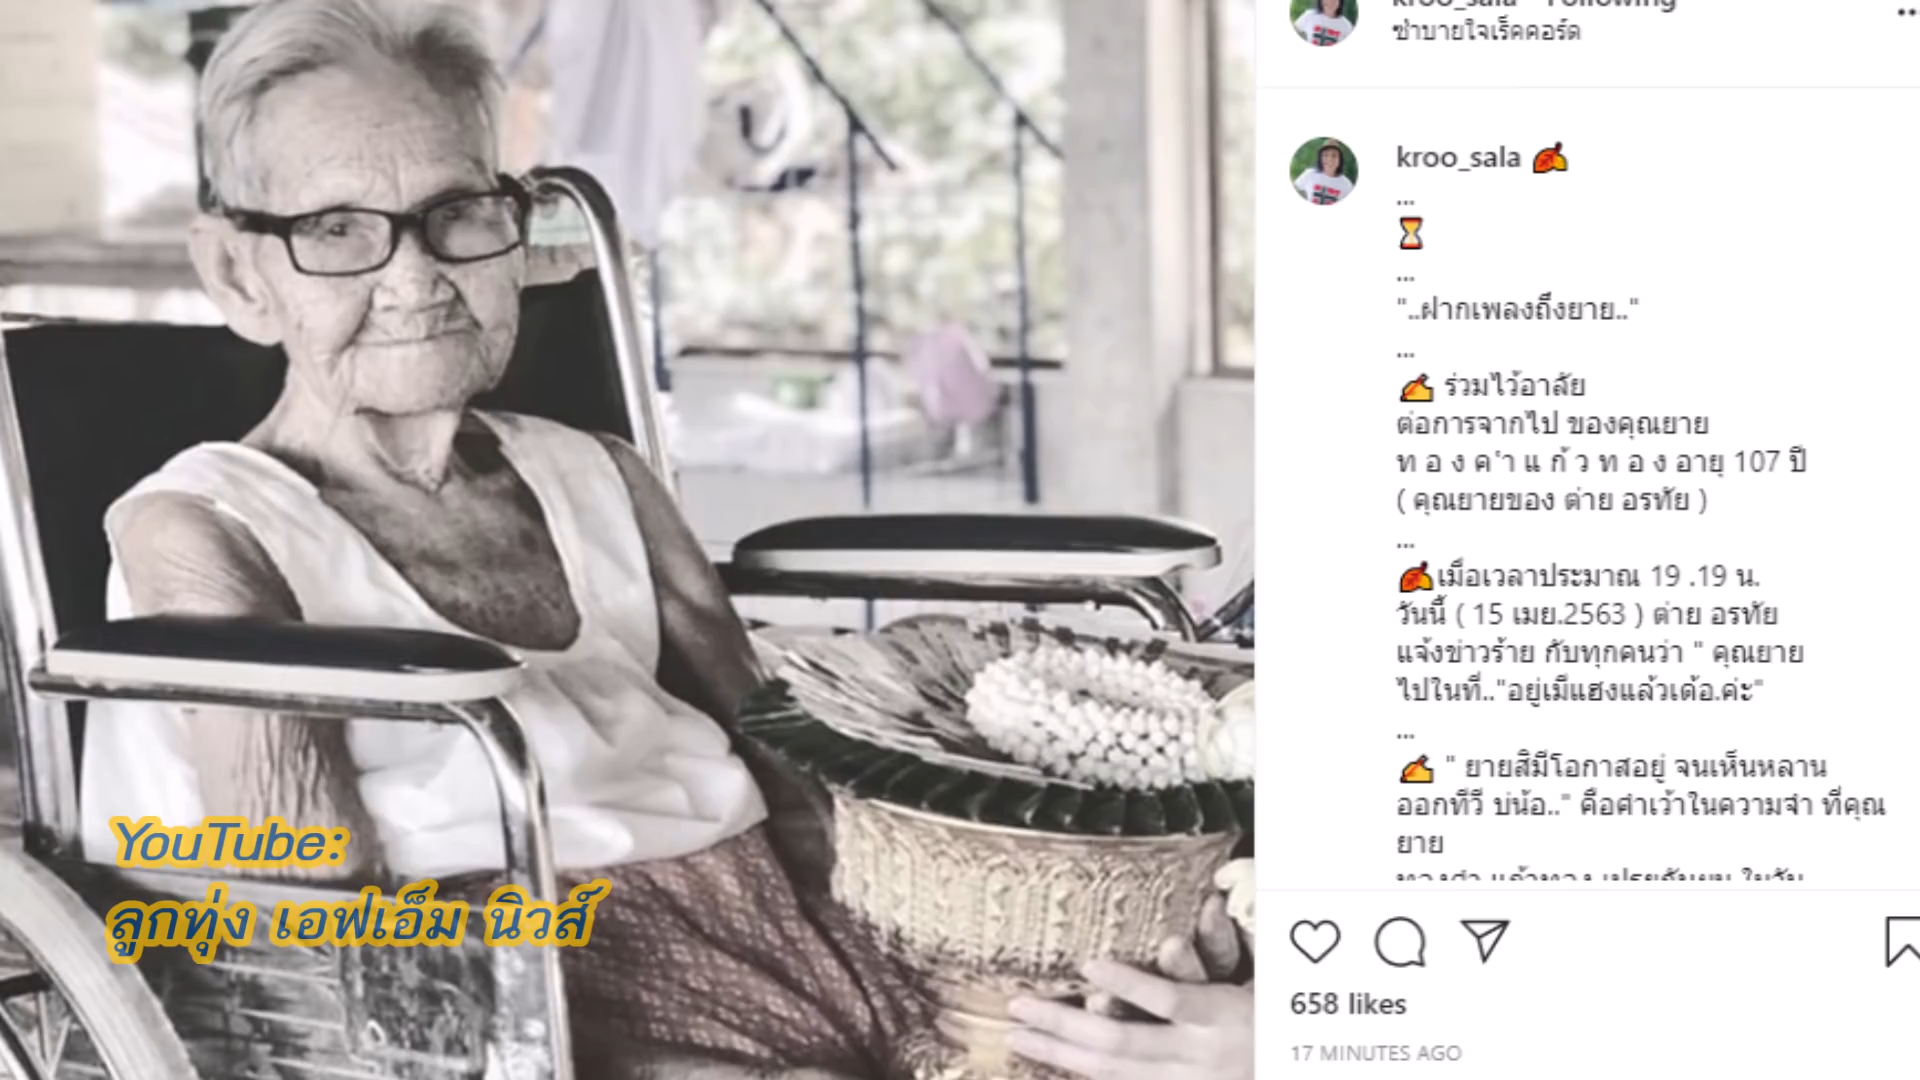 ซำบายใจเร็คคอร์ด
kroo_sala 🍂
...
⏳
...
"..ฝากเพลงถึงยาย.."
...
✍ ร่วมไว้อาลัย
ต่อการจากไป ของคุณยาย
ท อ ง ค ำ แ ก้ ว ท อ ง อายุ 107 ปี
( คุณยายของ ต่าย อรทัย )
...
🍂เมื่อเวลาประมาณ 19 .19 น.
วันนี้ ( 15 เมย.2563 ) ต่าย อรทัย
แจ้งข่าวร้าย กับทุกคนว่า " คุณยาย
ไปในที่.."อยู่เมีแฮงแล้วเด้อ.ค่ะ"
...
✍ " ยายสิมีโอกาสอยู่ จนเห็นหลาน
ออกทีวี บ่น้อ.." คือคำเว้าในความจำ ที่คุณ
ยาย
YouTube:
ลูกทุ่ง เอฟเอ็ม นิวส์
658 likes
17 MINUTES AGO